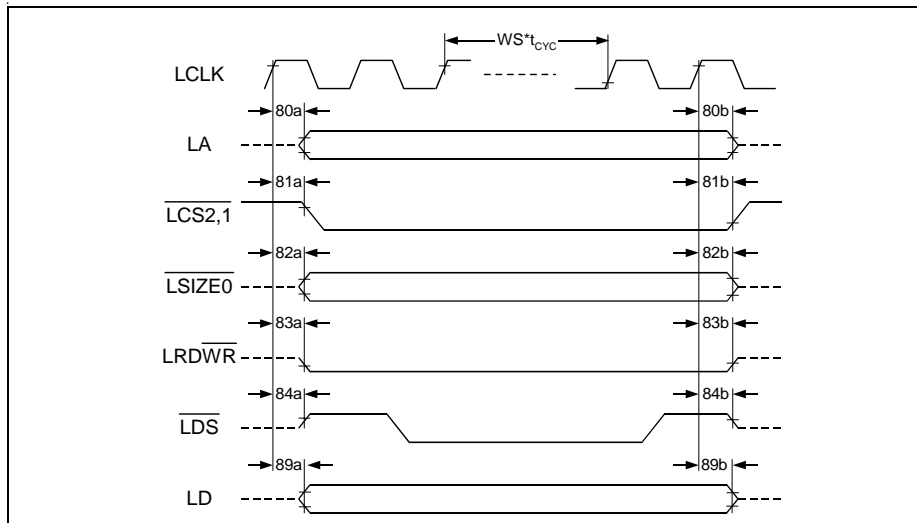 WS*tCYC
LCLK
80a 80b
LA
81a 81b
LCS2,1
82a 82b
LSIZE0
83a 83b
LRDWR
84a 84b
LDS
89a 89b
LD